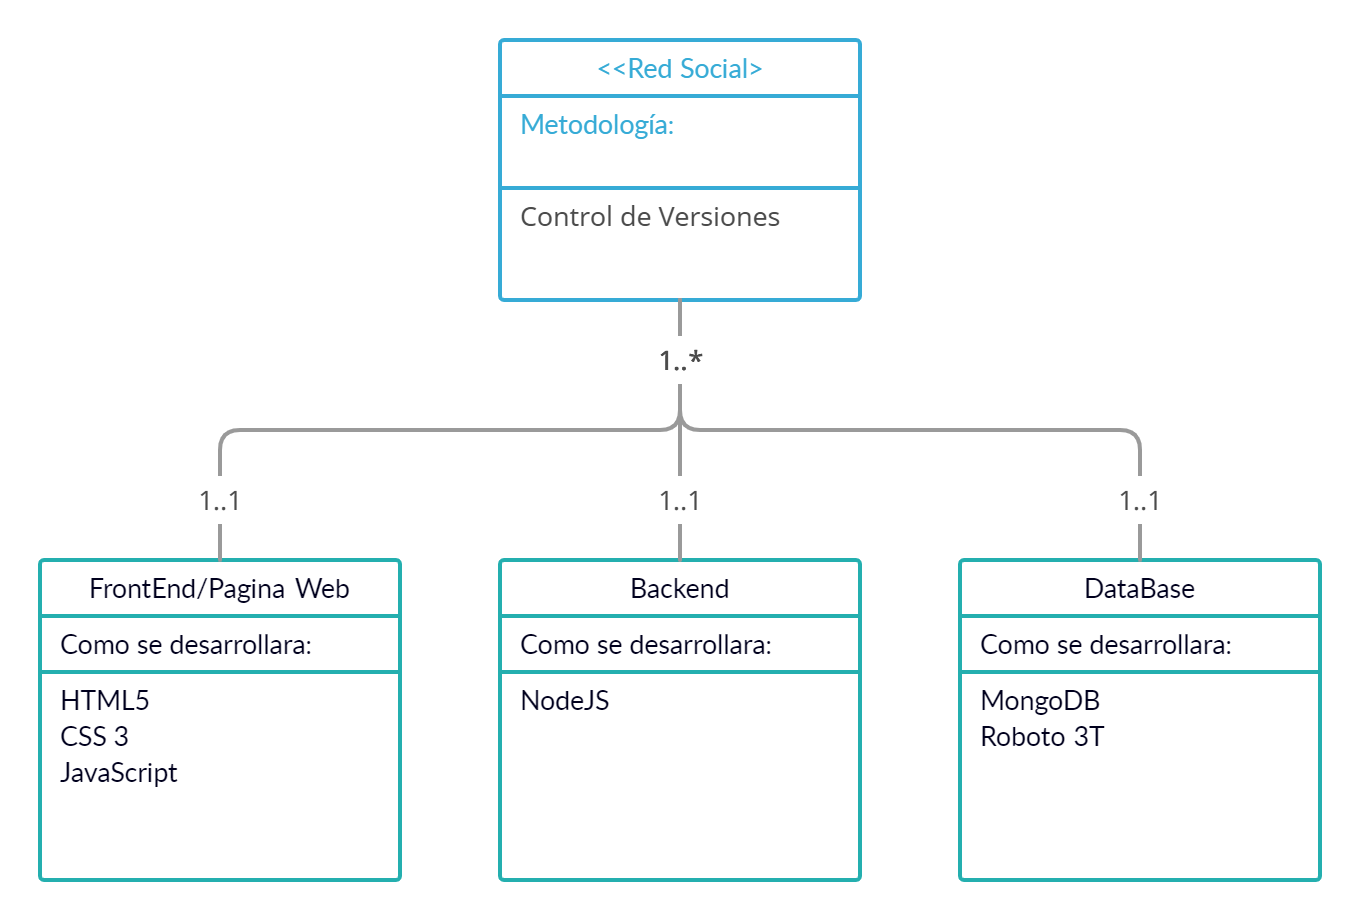 <<Red Social>
Metodología:
Control de Versiones
1..*
1..1
1..1
1..1
FrontEnd/Pagina Web
Como se desarrollara:
HTML5
CSS 3
JavaScript
Backend
Como se desarrollara:
NodeJS
DataBase
Como se desarrollara:
MongoDB
Roboto 3T